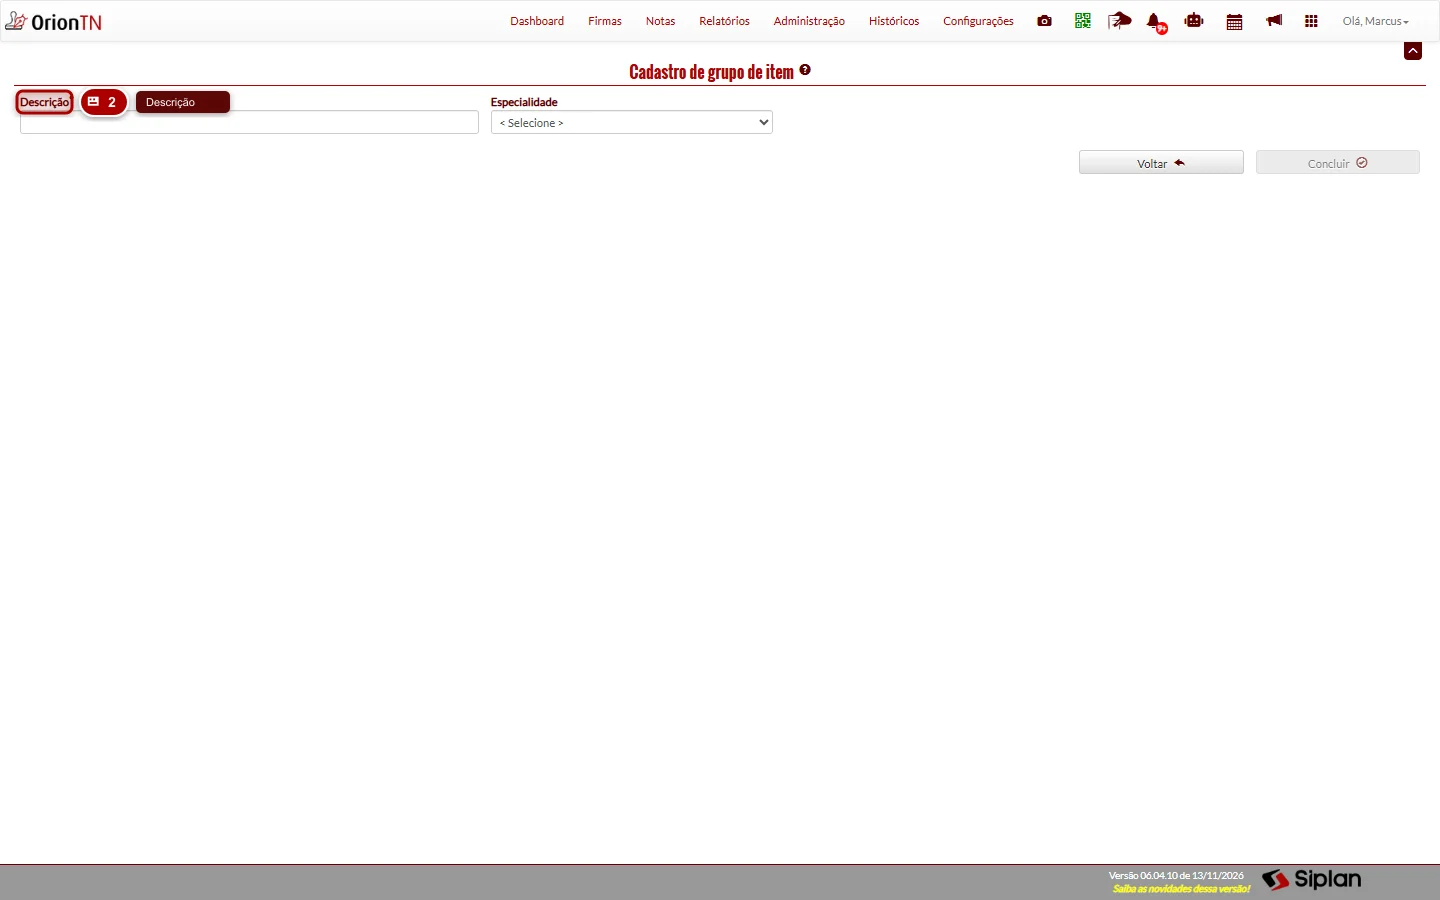 OrionTN
Dashboard Firmas Notas Relatórios Administração Históricos Configurações 9+ Olá, Marcus
Cadastro de grupo de item ?
Descrição 2 Descrição
Especialidade
< Selecione >
Voltar
Concluir
Versão 06.04.10 de 13/11/2026
Saiba as novidades dessa versão!
Siplan